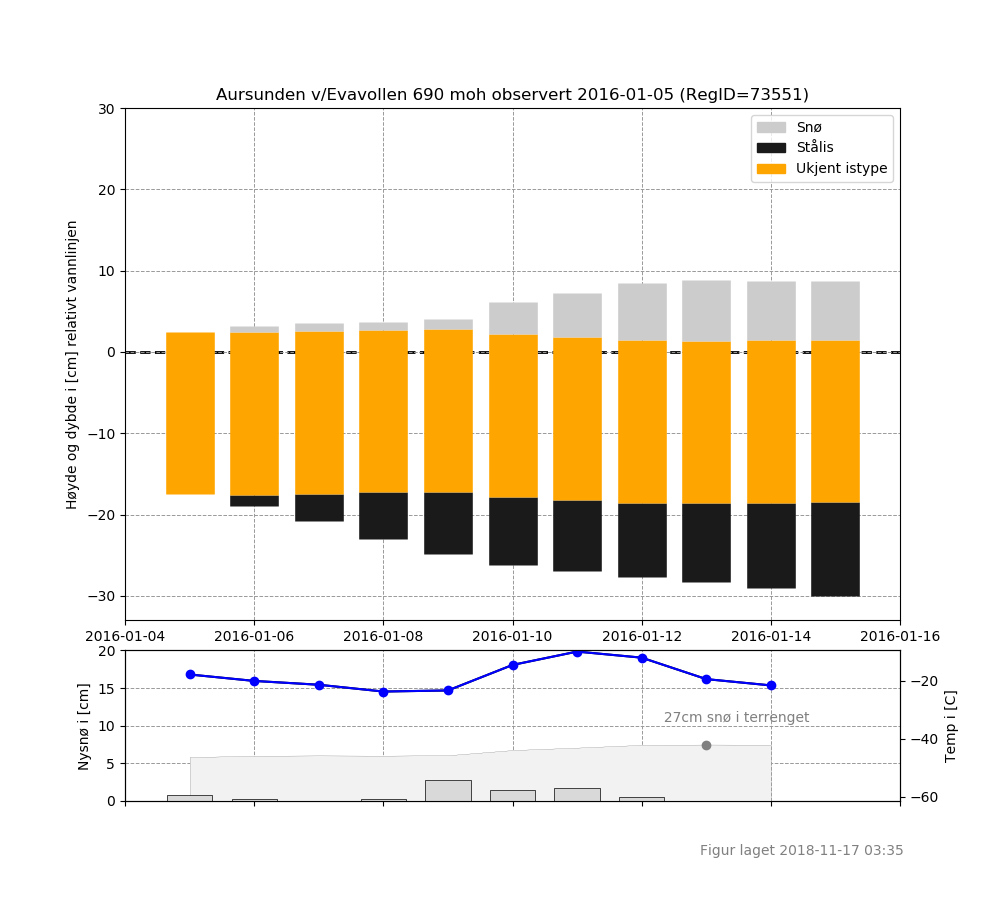 Aursunden v/Evavollen 690 moh observert 2016-01-05 (RegID=73551)
30
20
10
0
−10
−20
−30
Høyde og dybde i [cm] relativt vannlinjen
Snø
Stålis
Ukjent istype
2016-01-04
2016-01-06
2016-01-08
2016-01-10
2016-01-12
2016-01-14
2016-01-16
20
15
10
5
0
Nysnø i [cm]
27cm snø i terrenget
−20
−40
−60
Temp i [C]
Figur laget 2018-11-17 03:35